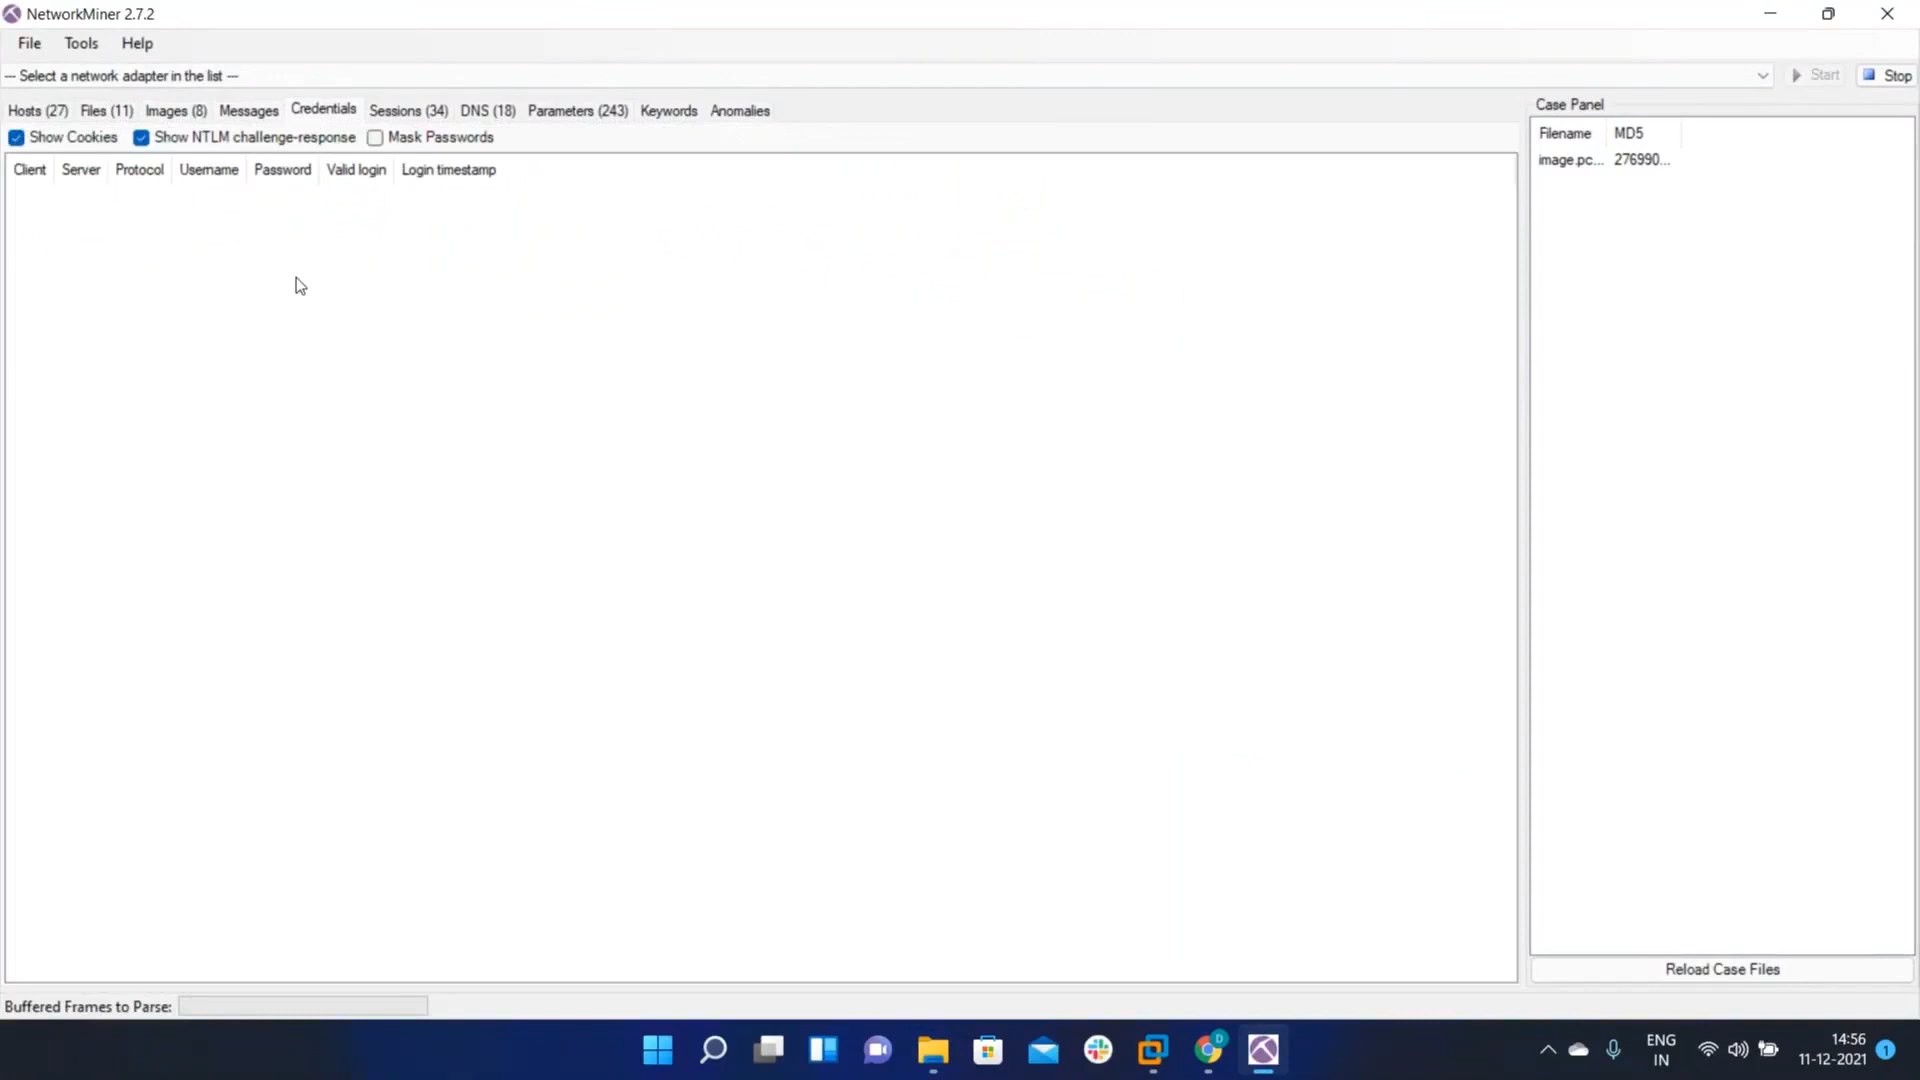 NetworkMiner 2.7.2
File Tools Help
--- Select a network adapter in the list ---
Start
Stop
Hosts (27) Files (11) Images (8) Messages Credentials Sessions (34) DNS (18) Parameters (243) Keywords Anomalies
Show Cookies Show NTLM challenge-response Mask Passwords
Client Server Protocol Username Password Valid login Login timestamp
Case Panel
Filename MD5
image.pc... 276990...
Reload Case Files
Buffered Frames to Parse:
D
ENG
IN
14:56
11-12-2021
1